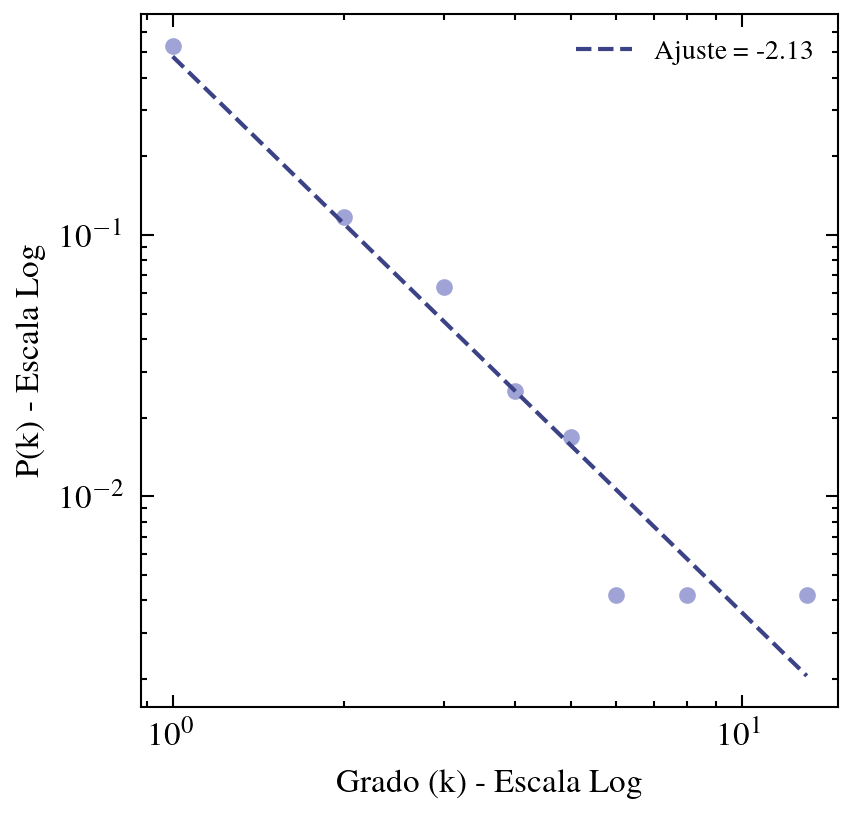 Ajuste = -2.13
P(k) - Escala Log
10⁻¹
10⁻²
10⁰
10¹
Grado (k) - Escala Log